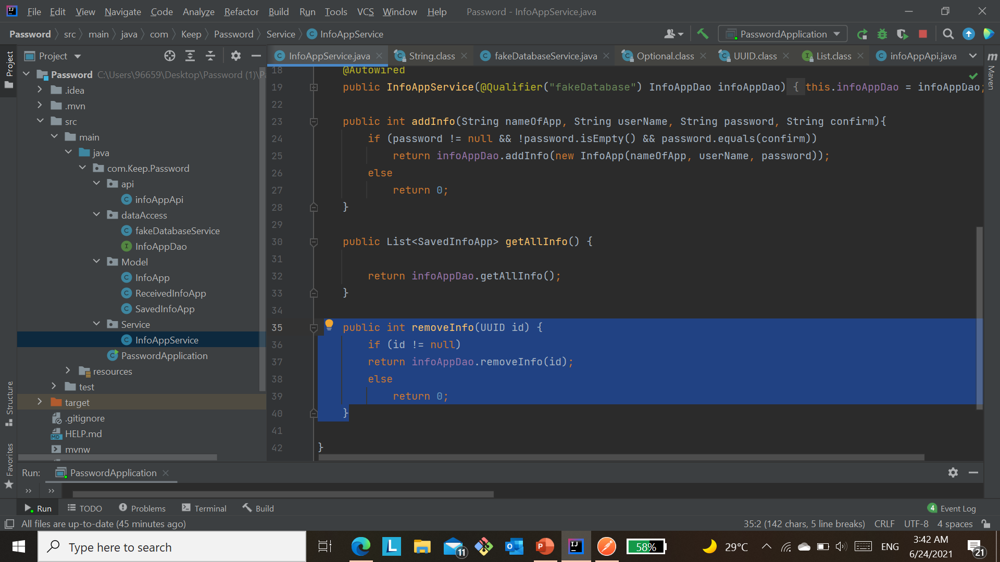 File Edit View Navigate Code Analyze Refactor Build Run Tools VCS Window Help Password - InfoAppService.java
Password src main java com Keep Password Service InfoAppService PasswordApplication
Project
InfoAppService.java String.class fakeDatabaseService.java Optional.class UUID.class List.class infoAppApi.java
Project
Structure
Favorites
Maven
Password C:\Users\96659\Desktop\Password (1)\P
.idea
.mvn
src
main
java
com.Keep.Password
api
infoAppApi
dataAccess
fakeDatabaseService
InfoAppDao
Model
InfoApp
ReceivedInfoApp
SavedInfoApp
Service
InfoAppService
PasswordApplication
resources
test
target
.gitignore
HELP.md
mvnw
18 @Autowired
19 public InfoAppService(@Qualifier("fakeDatabase") InfoAppDao infoAppDao) { this.infoAppDao = infoAppDao;
22
23 public int addInfo(String nameOfApp, String userName, String password, String confirm){
24 if (password != null && !password.isEmpty() && password.equals(confirm))
25 return infoAppDao.addInfo(new InfoApp(nameOfApp, userName, password));
26 else
27 return 0;
28 }
29
30 public List<SavedInfoApp> getAllInfo() {
31
32 return infoAppDao.getAllInfo();
33 }
34
35 public int removeInfo(UUID id) {
36 if (id != null)
37 return infoAppDao.removeInfo(id);
38 else
39 return 0;
40 }
41
42 }
Run: PasswordApplication
Run TODO Problems Terminal Build 4 Event Log
All files are up-to-date (45 minutes ago) 35:2 (142 chars, 5 line breaks) CRLF UTF-8 4 spaces
Type here to search 11 58% 29°C ENG 3:42 AM
6/24/2021 21